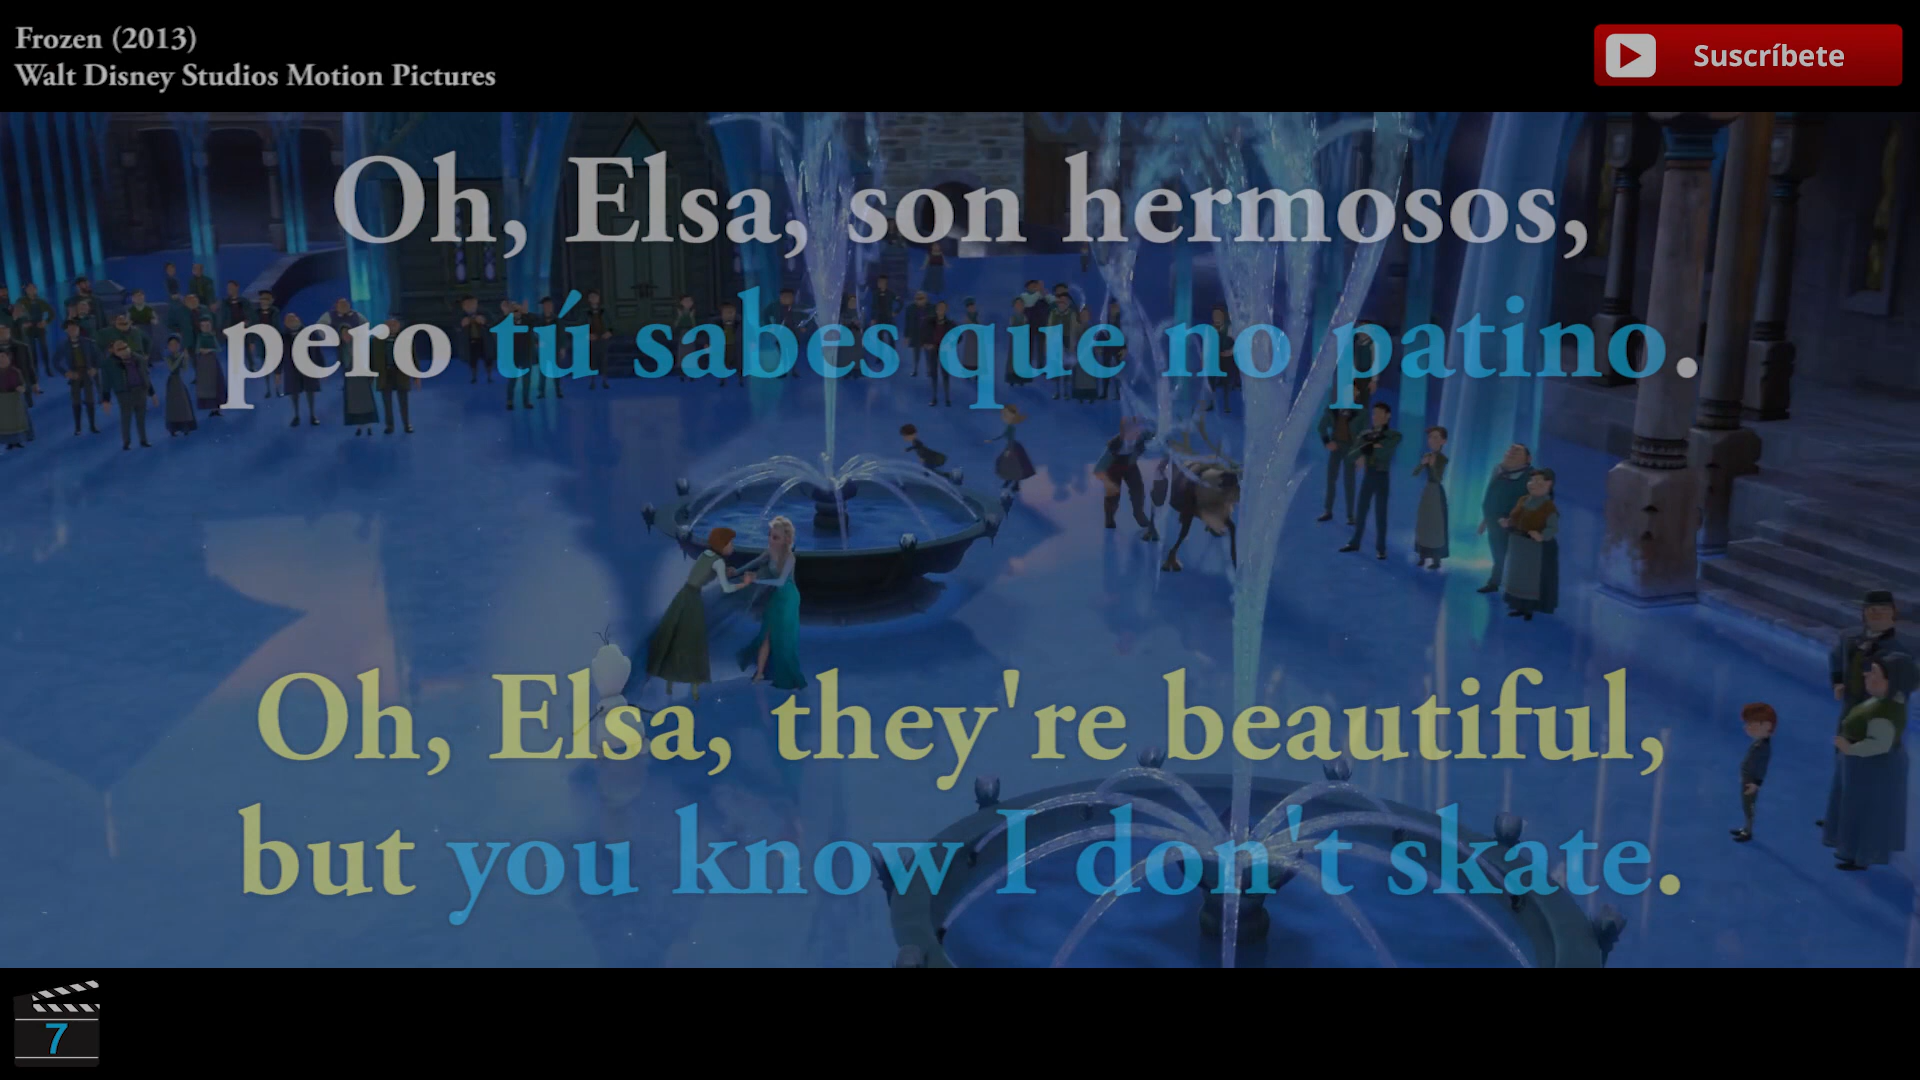 Frozen (2013)
Walt Disney Studios Motion Pictures
Suscríbete
Oh, Elsa, son hermosos,
pero tú sabes que no patino.
Oh, Elsa, they're beautiful,
but you know I don't skate.
7